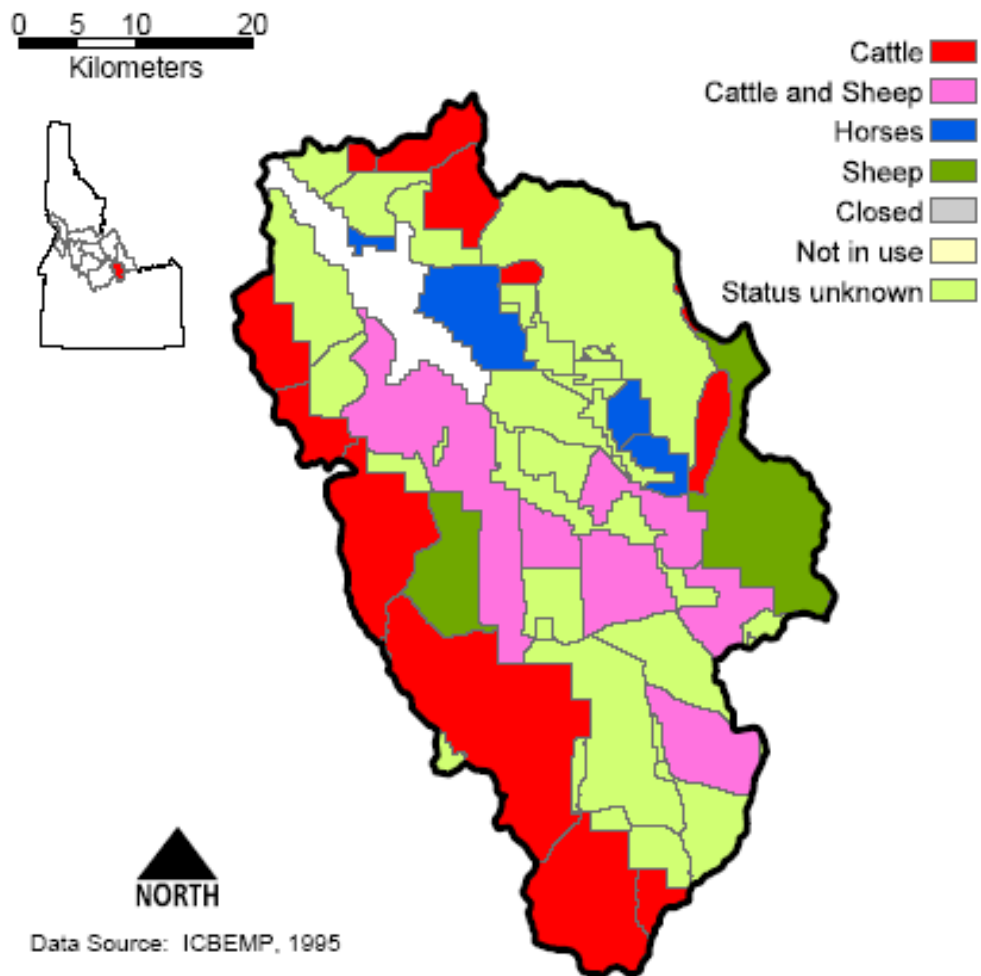 0 5 10 20
Kilometers
Cattle
Cattle and Sheep
Horses
Sheep
Closed
Not in use
Status unknown
NORTH
Data Source: ICBEMP, 1995